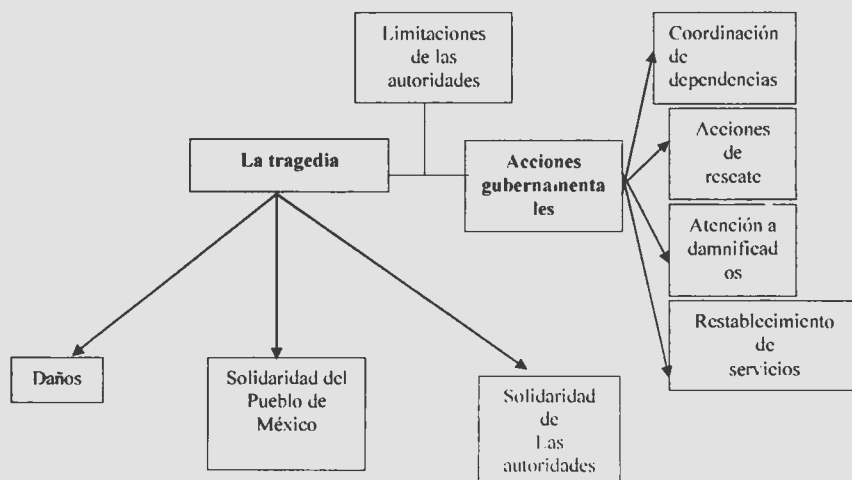 Limitaciones
de las
autoridades
Coordinación
de
dependencias
La tragedia
Acciones
gubernamenta
les
Acciones
de
rescate
Atención a
damnificad
os
Restablecimiento
de
servicios
Daños
Solidaridad del
Pueblo de
México
Solidaridad
de
Las
autoridades